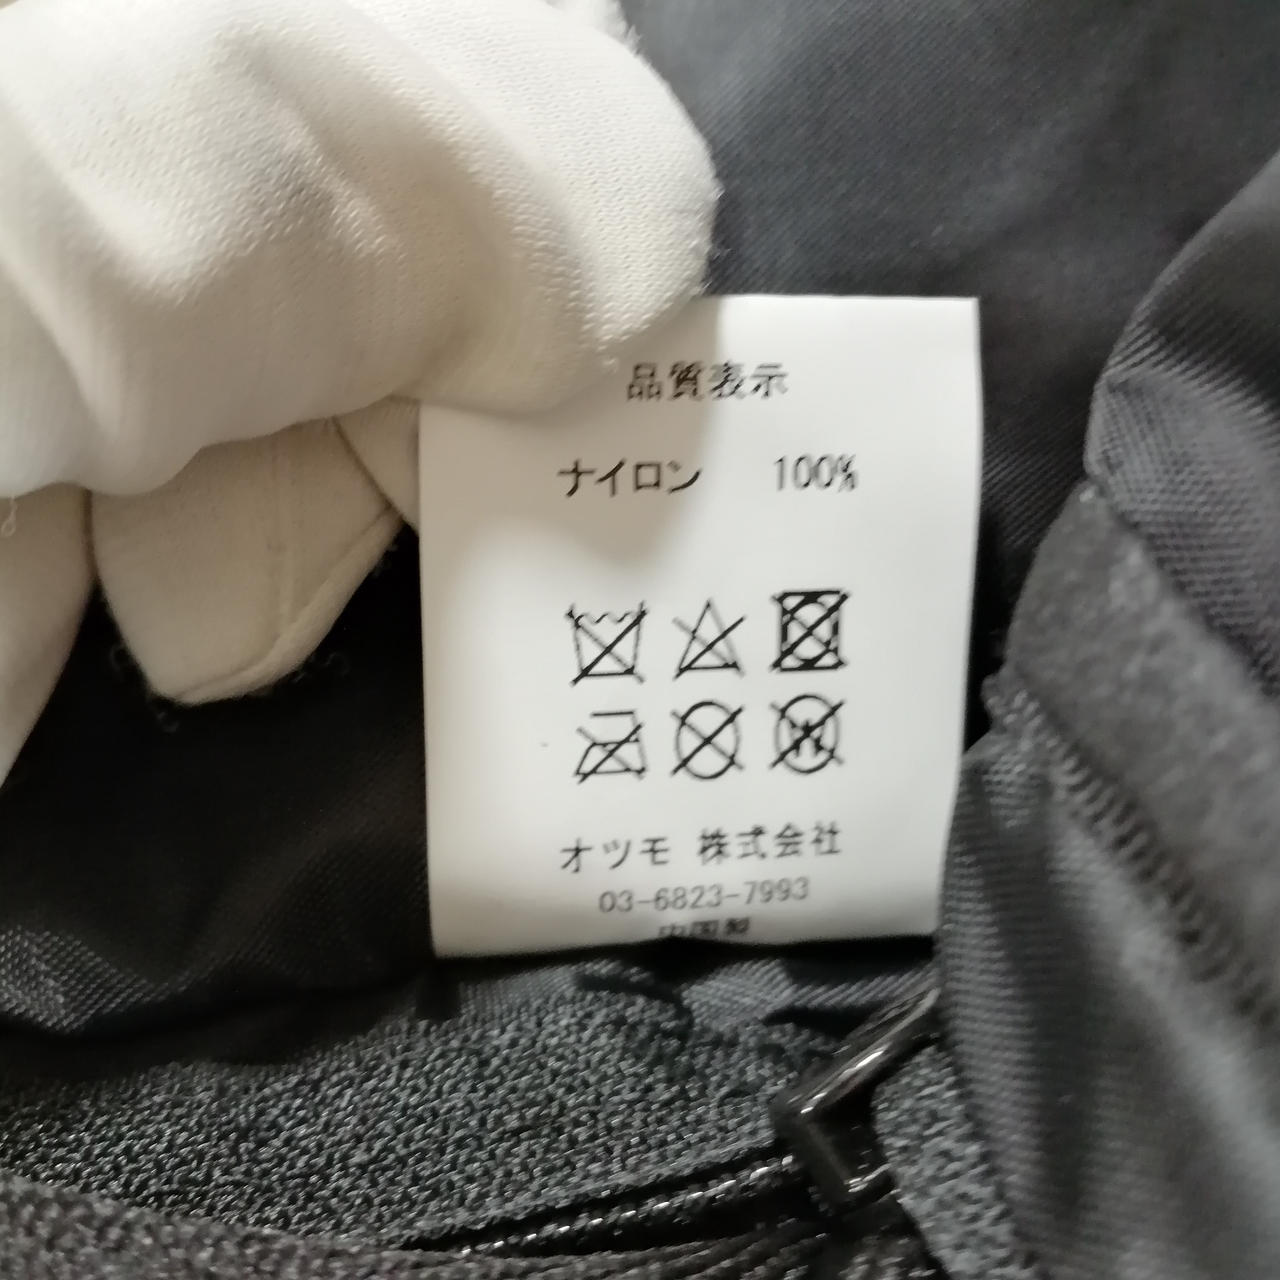 品質表示
ナイロン 100%
オツモ 株式会社
03-6823-7993
中国製